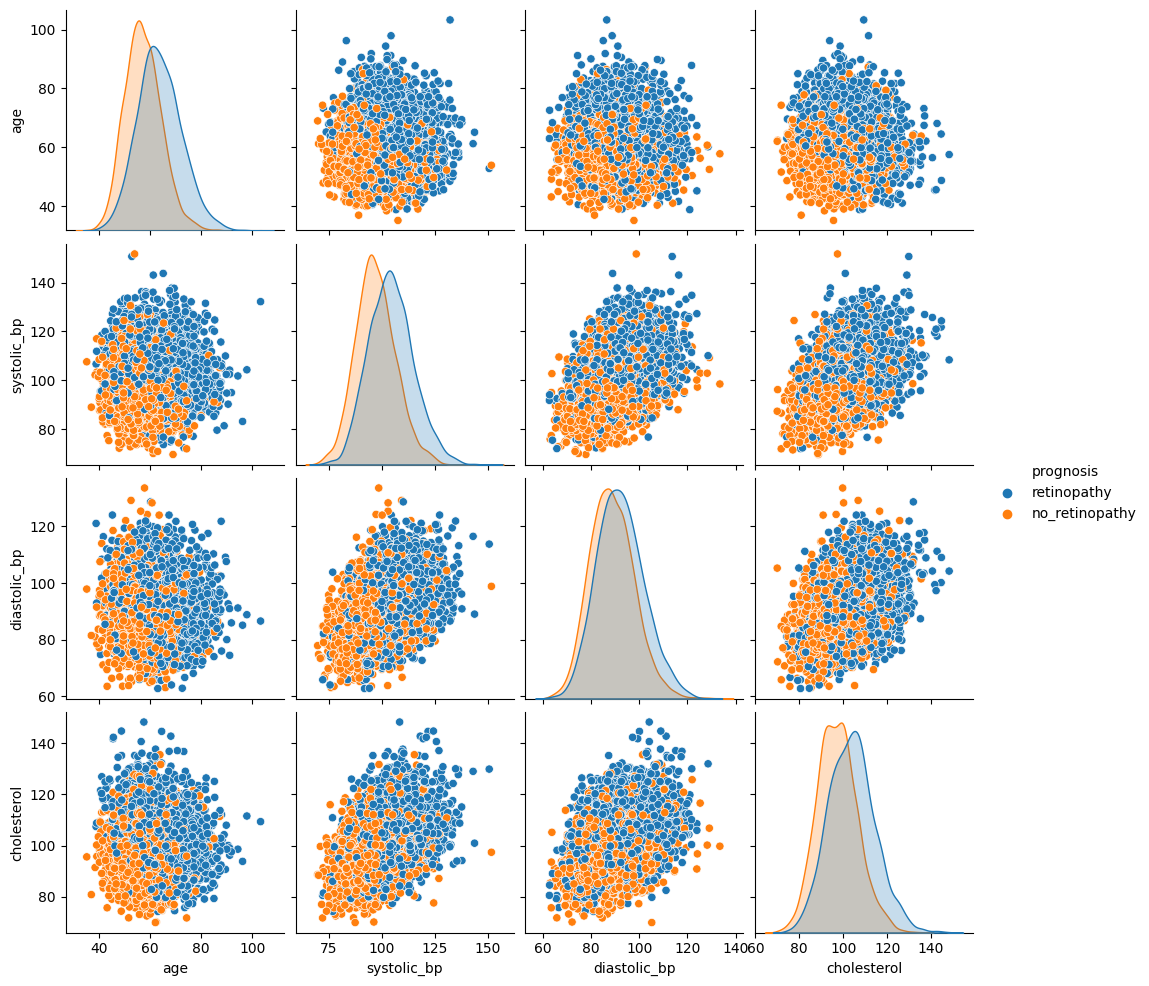 100
80
60
40
age
140
120
100
80
systolic_bp
120
100
80
60
diastolic_bp
140
120
100
80
cholesterol
40 60 80 100
75 100 125 150
60 80 100 120 140
60 80 100 120 140
age
systolic_bp
diastolic_bp
cholesterol
prognosis
retinopathy
no_retinopathy